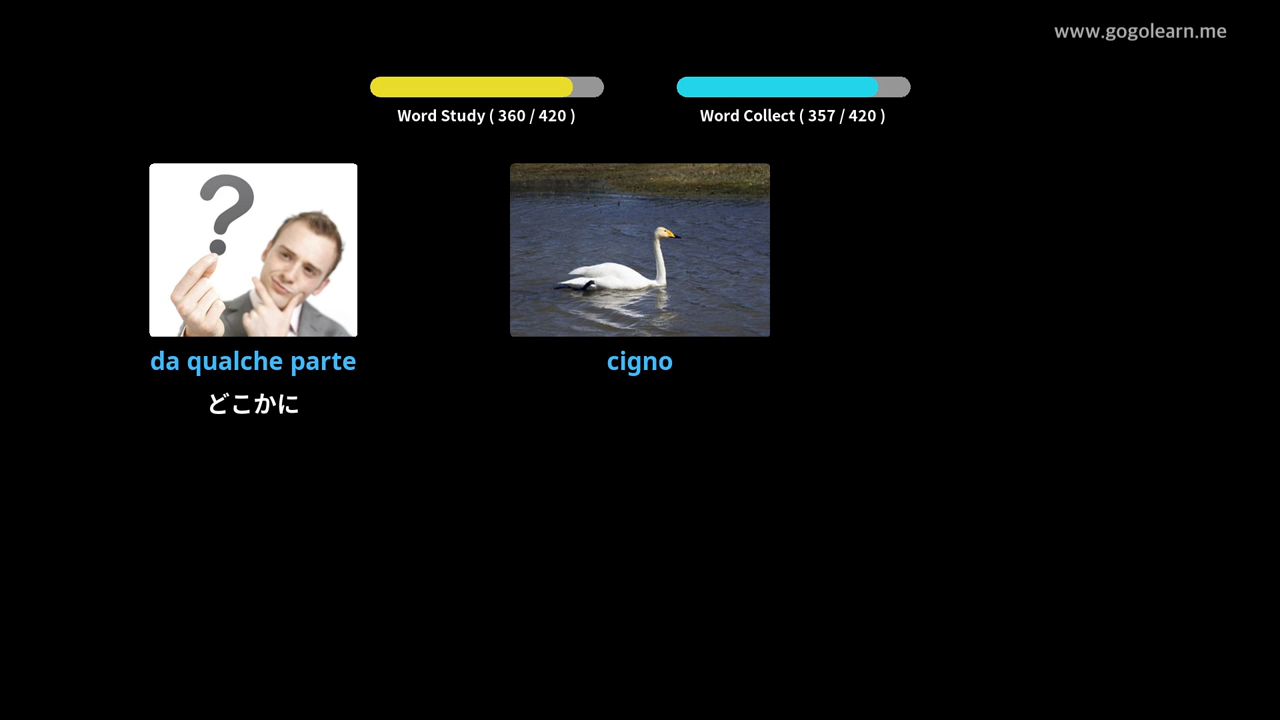 www.gogolearn.me
Word Study ( 360 / 420 )
Word Collect ( 357 / 420 )
?
da qualche parte
cigno
どこかに